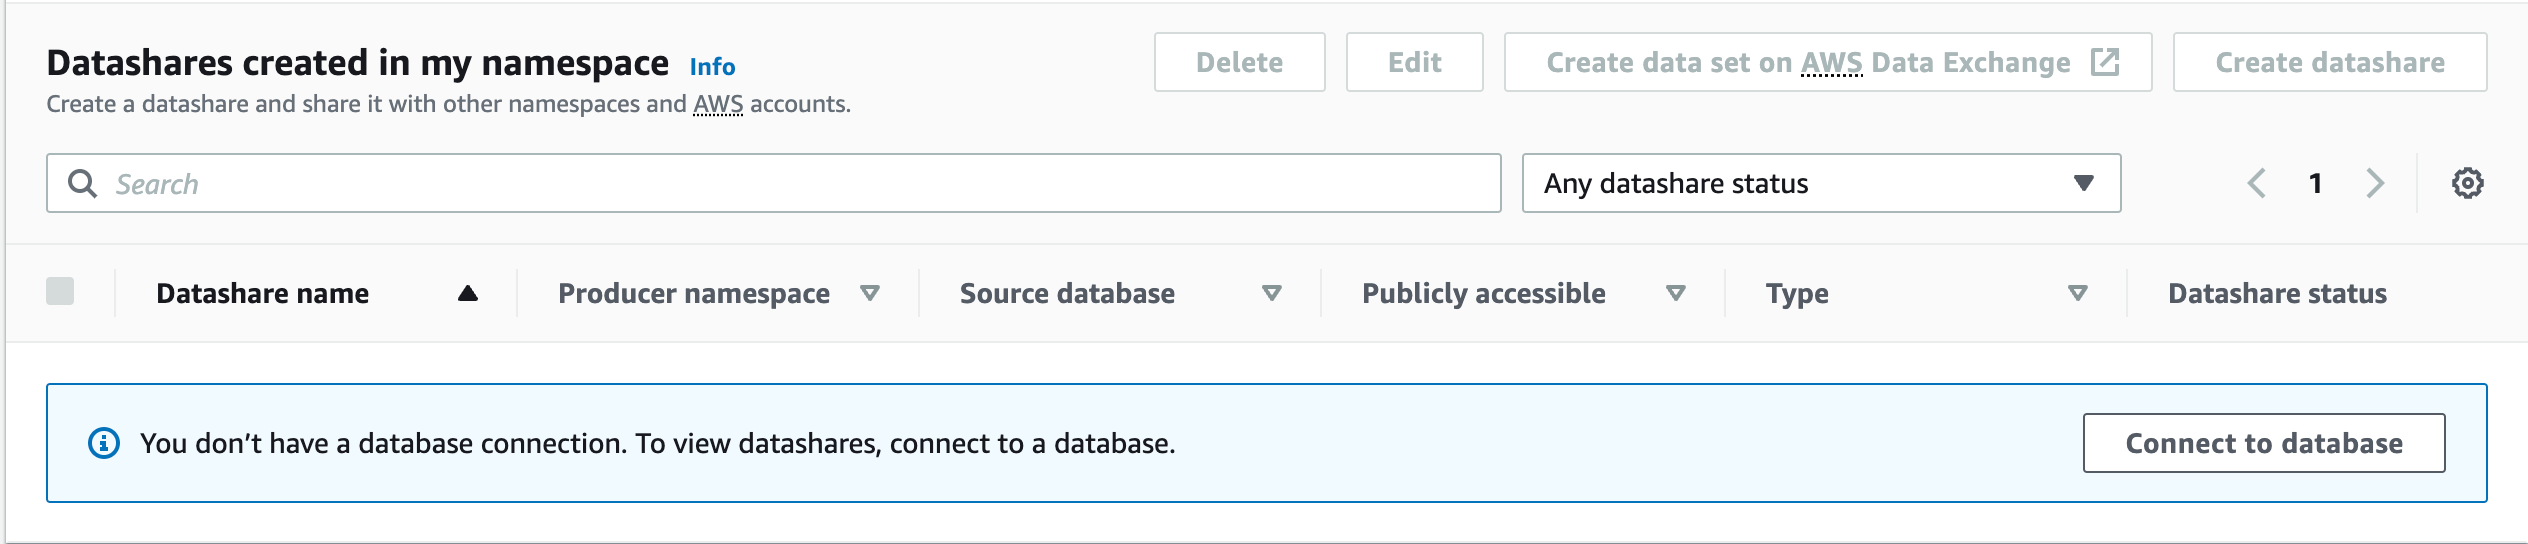 Datashares created in my namespace Info
Create a datashare and share it with other namespaces and AWS accounts.
Delete
Edit
Create data set on AWS Data Exchange
Create datashare
Search
Any datashare status
1
Datashare name
Producer namespace
Source database
Publicly accessible
Type
Datashare status
You don’t have a database connection. To view datashares, connect to a database.
Connect to database